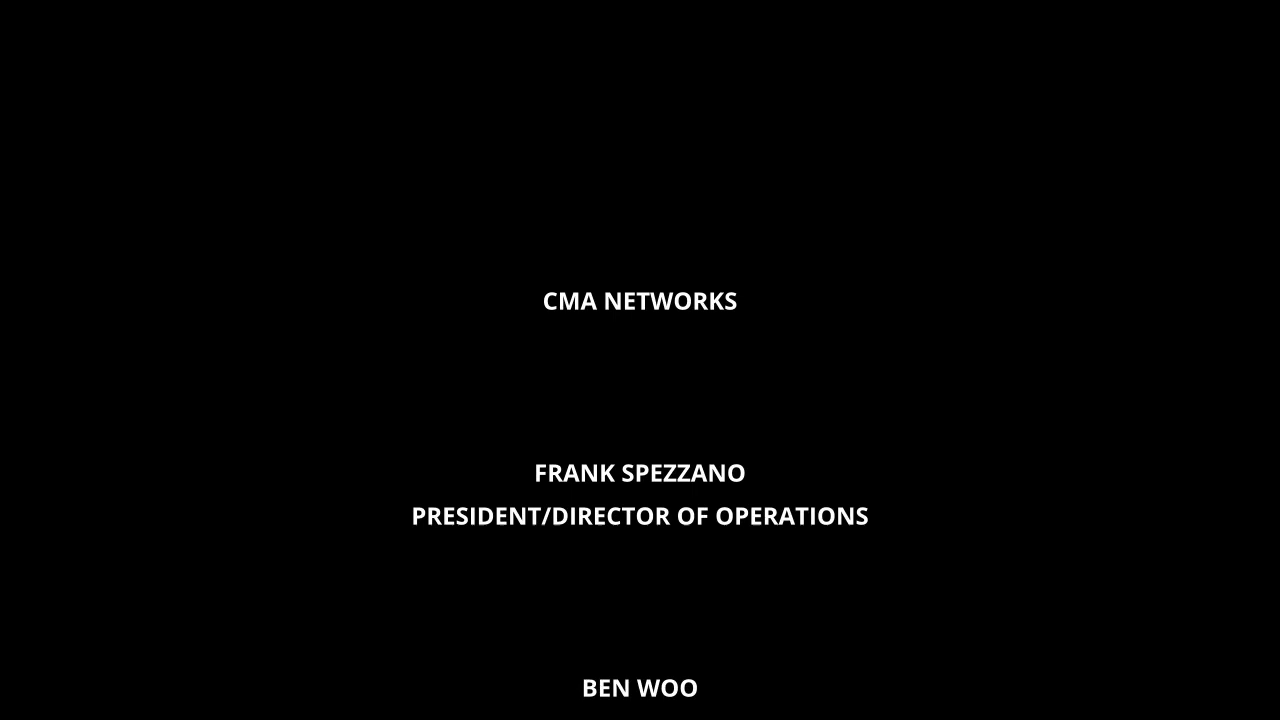 CMA NETWORKS
FRANK SPEZZANO
PRESIDENT/DIRECTOR OF OPERATIONS
BEN WOO